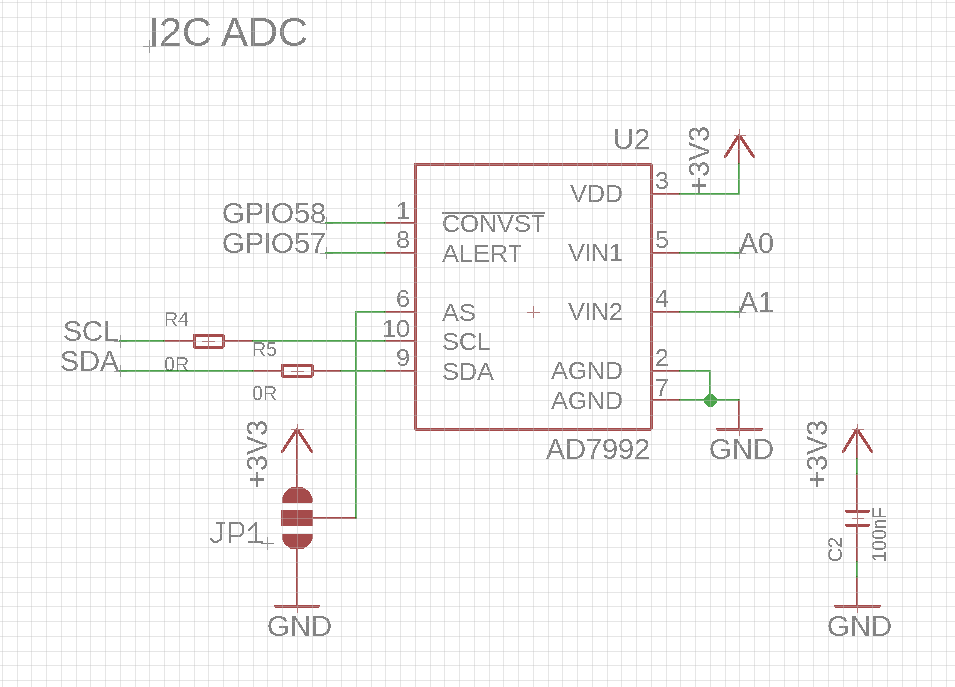 I2C ADC
U2
+3V3
GPIO58 1 CONVST
GPIO57 8 ALERT
6 AS
SCL R4 0R 10 SCL
SDA R5 0R 9 SDA
VDD 3
VIN1 5 A0
VIN2 4 A1
AGND 2
AGND 7
AD7992
GND
+3V3
JP1
GND
+3V3
C2
100nF
GND